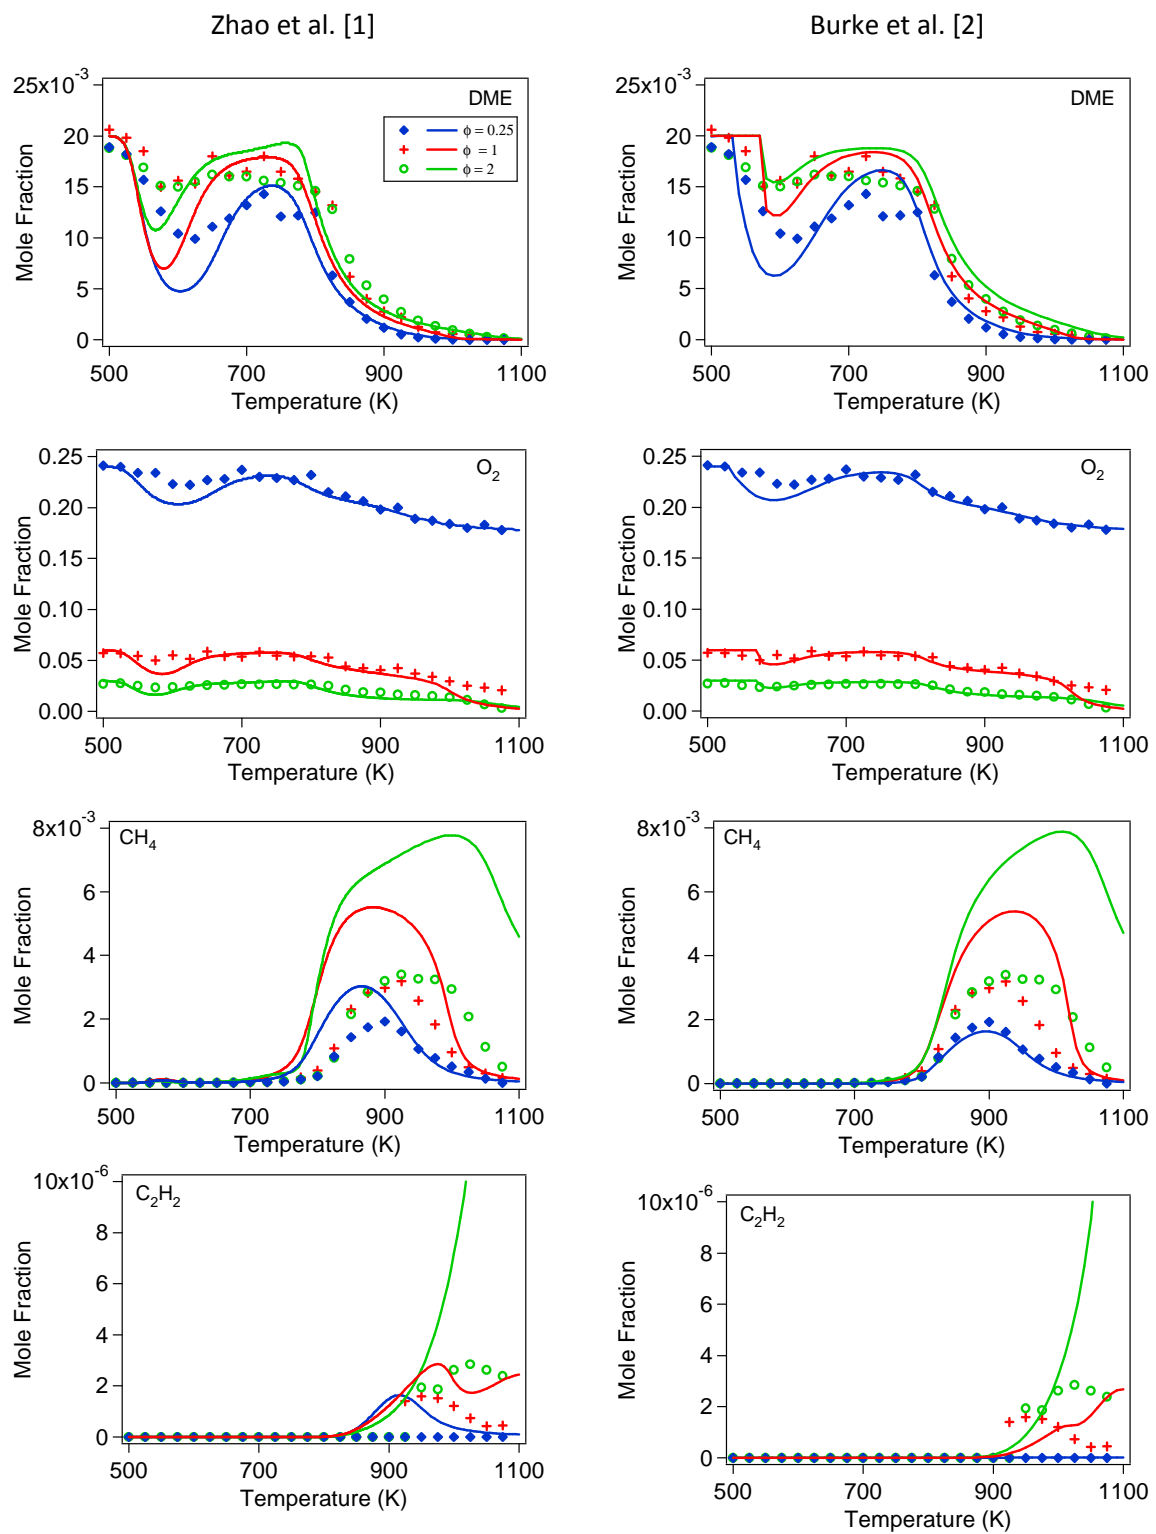 Zhao et al. [1]
Burke et al. [2]
25x10-3
20
15
10
5
0
Mole Fraction
DME
ϕ = 0.25
ϕ = 1
ϕ = 2
500 700 900 1100
Temperature (K)
25x10-3
20
15
10
5
0
Mole Fraction
DME
500 700 900 1100
Temperature (K)
0.25
0.20
0.15
0.10
0.05
0.00
Mole Fraction
O2
500 700 900 1100
Temperature (K)
0.25
0.20
0.15
0.10
0.05
0.00
Mole Fraction
O2
500 700 900 1100
Temperature (K)
8x10-3
6
4
2
0
Mole Fraction
CH4
500 700 900 1100
Temperature (K)
8x10-3
6
4
2
0
Mole Fraction
CH4
500 700 900 1100
Temperature (K)
10x10-6
8
6
4
2
0
Mole Fraction
C2H2
500 700 900 1100
Temperature (K)
10x10-6
8
6
4
2
0
Mole Fraction
C2H2
500 700 900 1100
Temperature (K)